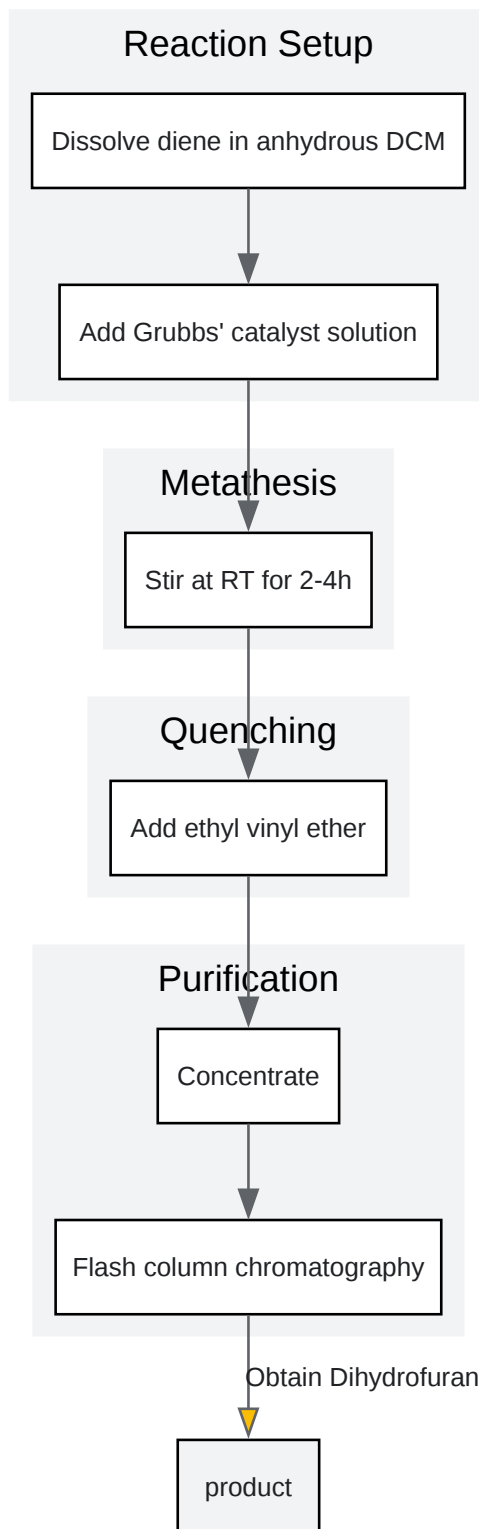 Reaction Setup
Dissolve diene in anhydrous DCM
Add Grubbs' catalyst solution
Metathesis
Stir at RT for 2-4h
Quenching
Add ethyl vinyl ether
Purification
Concentrate
Flash column chromatography
Obtain Dihydrofuran
product